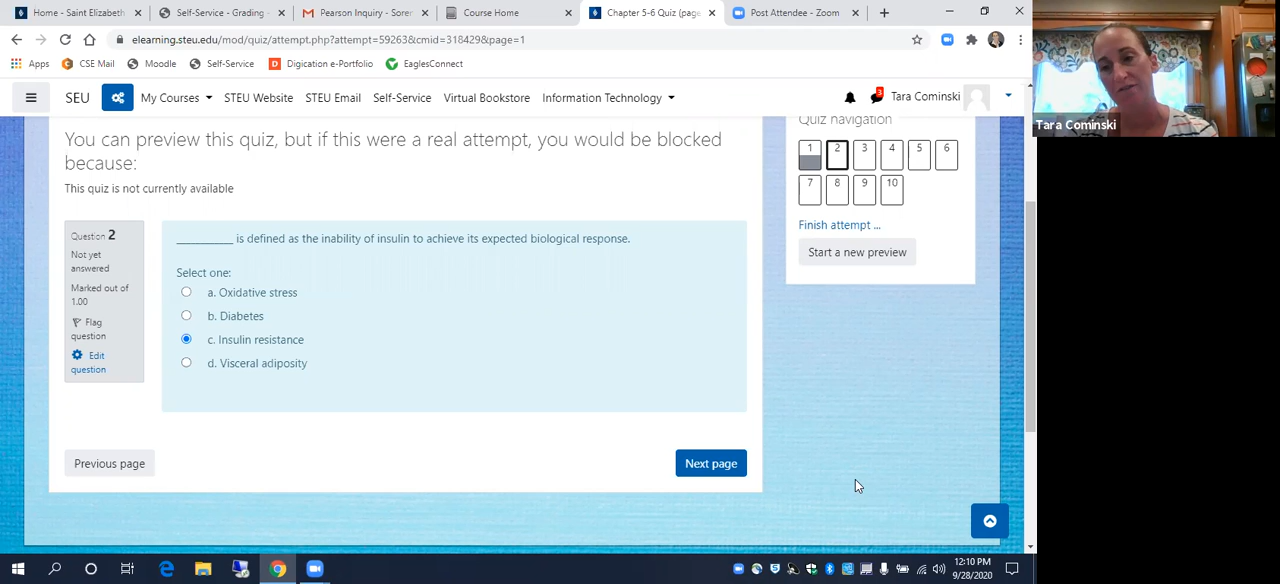 Home - Saint Elizabeth
Self-Service - Grading -
Pearson Inquiry - Sorer
Course Home
Chapter 5-6 Quiz (page
Post Attendee - Zoom
elearning.steu.edu/mod/quiz/attempt.php?attempt=59263&cmid=318429&page=1
Apps CSE Mail Moodle Self-Service Digication e-Portfolio EaglesConnect
SEU My Courses STEU Website STEU Email Self-Service Virtual Bookstore Information Technology 3 Tara Cominski
Tara Cominski
You can preview this quiz, but if this were a real attempt, you would be blocked
because:
This quiz is not currently available
Quiz navigation
1 2 3 4 5 6
7 8 9 10
Finish attempt ...
Start a new preview
Question 2
Not yet
answered
Marked out of
1.00
Flag
question
Edit
question
__________ is defined as the inability of insulin to achieve its expected biological response.
Select one:
a. Oxidative stress
b. Diabetes
c. Insulin resistance
d. Visceral adiposity
Previous page
Next page
12:10 PM
9/28/2020